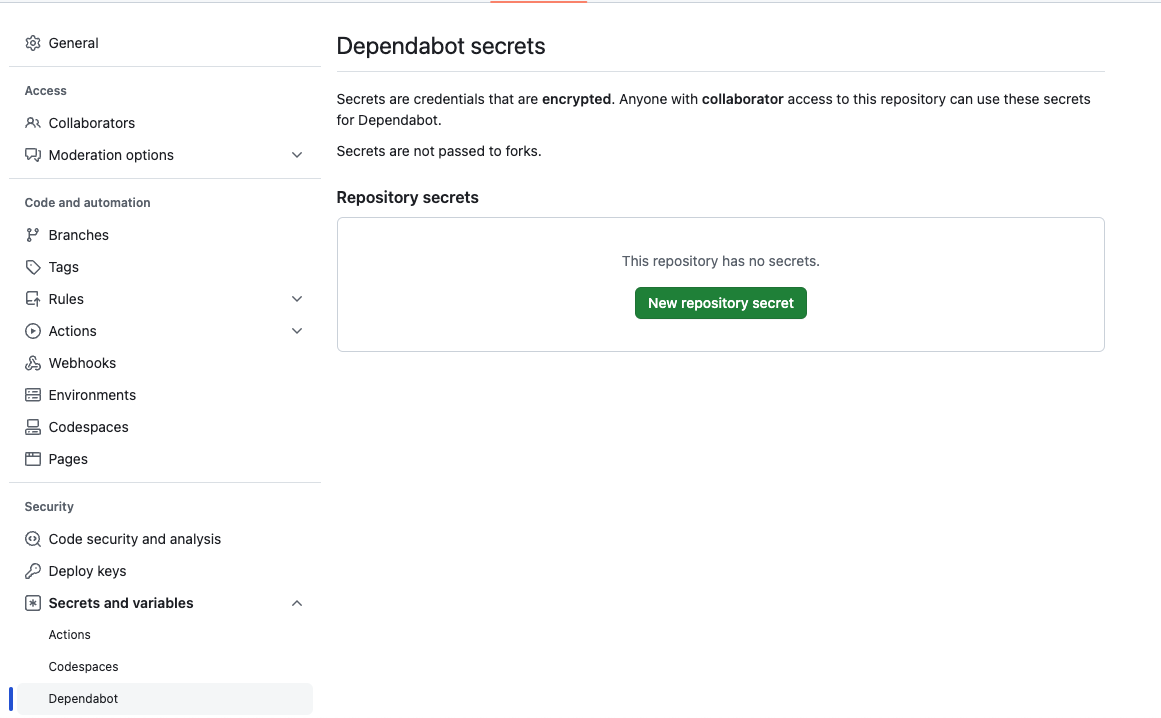 General
Access
Collaborators
Moderation options
Code and automation
Branches
Tags
Rules
Actions
Webhooks
Environments
Codespaces
Pages
Security
Code security and analysis
Deploy keys
Secrets and variables
Actions
Codespaces
Dependabot
Dependabot secrets
Secrets are credentials that are encrypted. Anyone with collaborator access to this repository can use these secrets
for Dependabot.
Secrets are not passed to forks.
Repository secrets
This repository has no secrets.
New repository secret